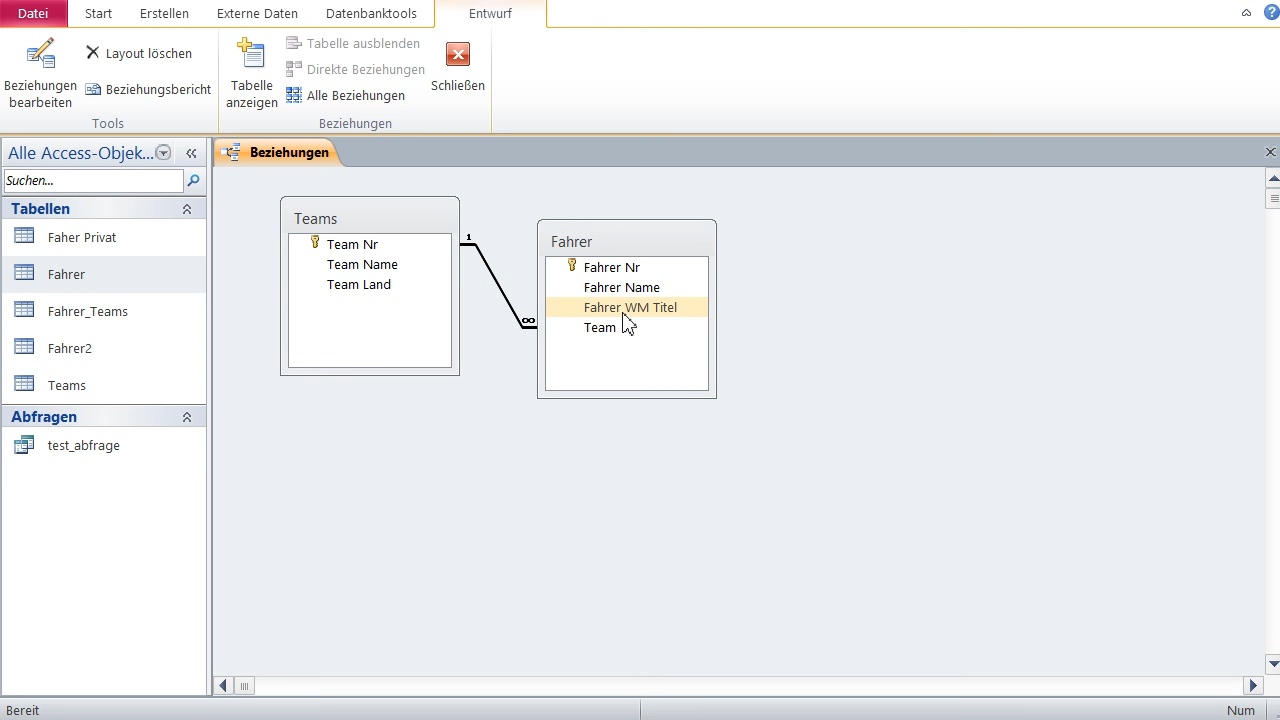 Datei Start Erstellen Externe Daten Datenbanktools Entwurf
Beziehungen bearbeiten
Layout löschen
Beziehungsbericht
Tools
Tabelle anzeigen
Tabelle ausblenden
Direkte Beziehungen
Alle Beziehungen
Schließen
Beziehungen
Alle Access-Objek...
Suchen...
Tabellen
Faher Privat
Fahrer
Fahrer_Teams
Fahrer2
Teams
Abfragen
test_abfrage
Beziehungen
Teams
Team Nr
Team Name
Team Land
1
∞
Fahrer
Fahrer Nr
Fahrer Name
Fahrer WM Titel
Team
Bereit
Num